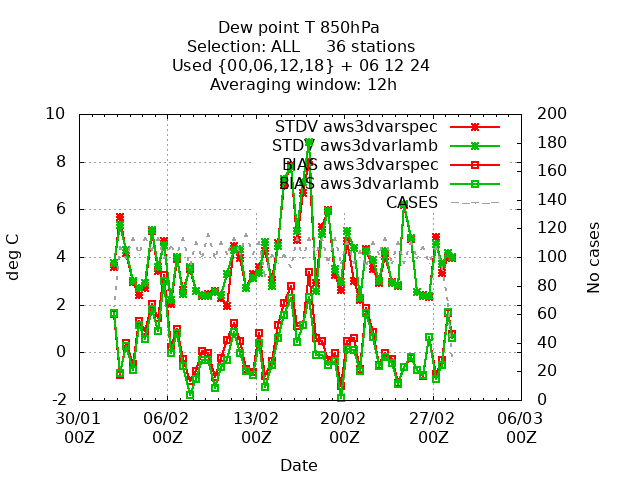 Dew point T 850hPa
Selection: ALL 36 stations
Used {00,06,12,18} + 06 12 24
Averaging window: 12h
10
8
6
4
2
0
-2
200
180
160
140
120
100
80
60
40
20
0
STDV aws3dvarspec
STDV aws3dvarlamb
BIAS aws3dvarspec
BIAS aws3dvarlamb
CASES
deg C
No cases
30/01 06/02 13/02 20/02 27/02 06/03
00Z 00Z 00Z 00Z 00Z 00Z
Date